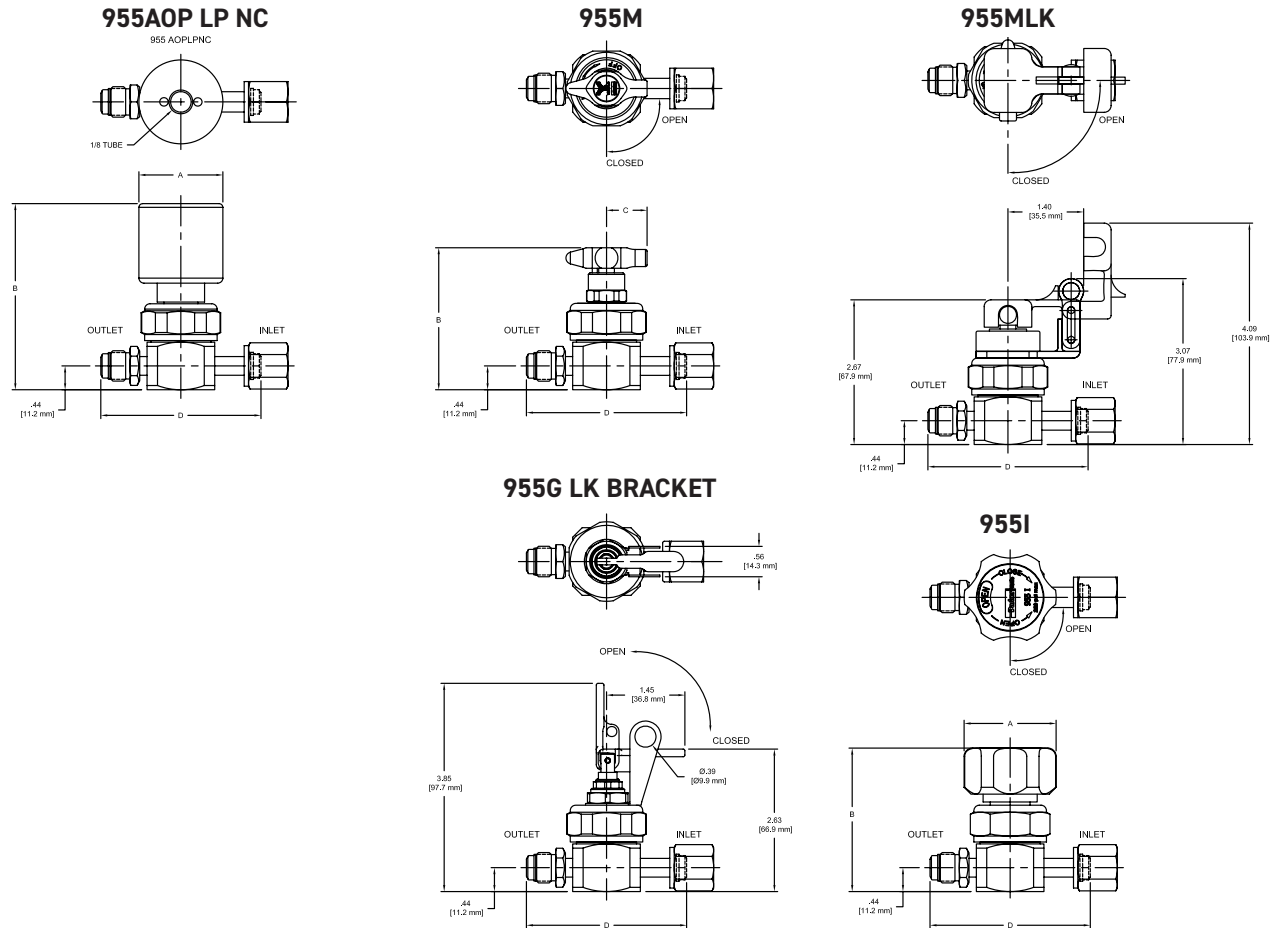 955AOP LP NC
955 AOPLPNC
1/8 TUBE
A
B
OUTLET
INLET
.44
[11.2 mm]
D
955M
OFF
OPEN
CLOSED
C
B
OUTLET
INLET
.44
[11.2 mm]
D
955MLK
OPEN
CLOSED
1.40
[35.5 mm]
4.09
[103.9 mm]
3.07
[77.9 mm]
2.67
[67.9 mm]
OUTLET
INLET
.44
[11.2 mm]
D
955G LK BRACKET
.56
[14.3 mm]
OPEN
1.45
[36.8 mm]
CLOSED
Ø.39
[Ø9.9 mm]
3.85
[97.7 mm]
2.63
[66.9 mm]
OUTLET
INLET
.44
[11.2 mm]
D
955I
CLOSE
OPEN
955 I
OPEN
OPEN
CLOSED
A
B
OUTLET
INLET
.44
[11.2 mm]
D